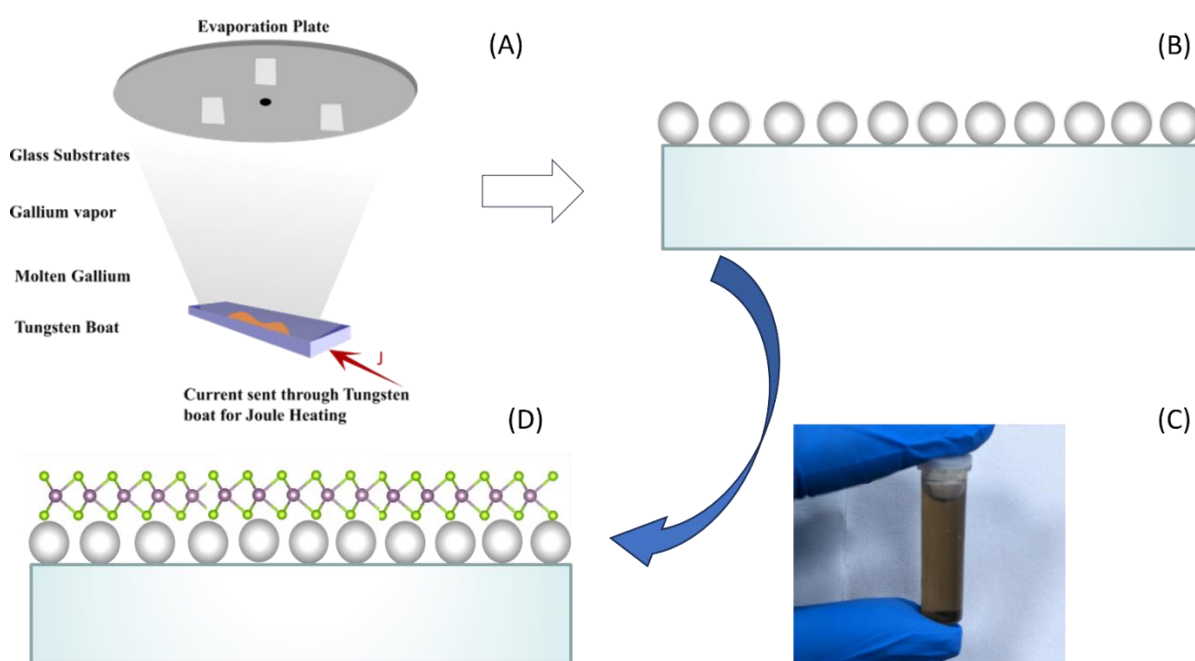 Evaporation Plate
(A)
(B)
Glass Substrates
Gallium vapor
Molten Gallium
Tungsten Boat
J
Current sent through Tungsten
boat for Joule Heating
(D)
(C)